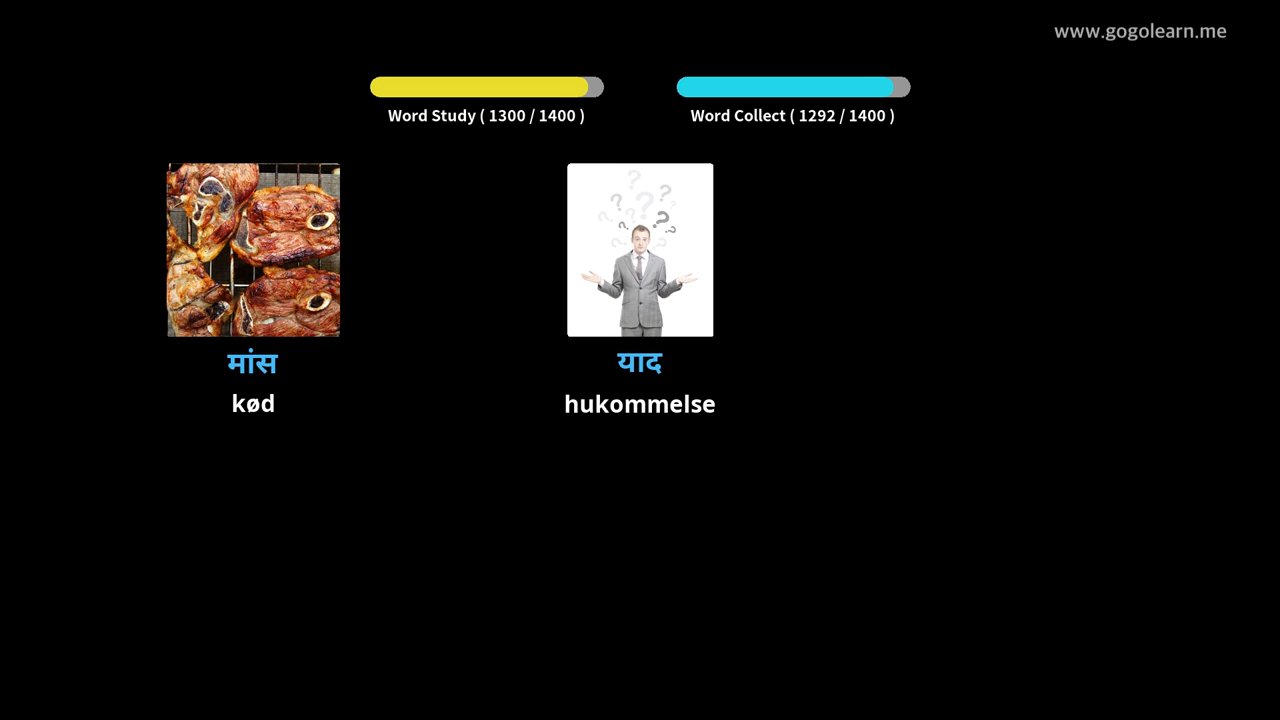 www.gogolearn.me
Word Study ( 1300 / 1400 )
Word Collect ( 1292 / 1400 )
मांस
kød
याद
hukommelse